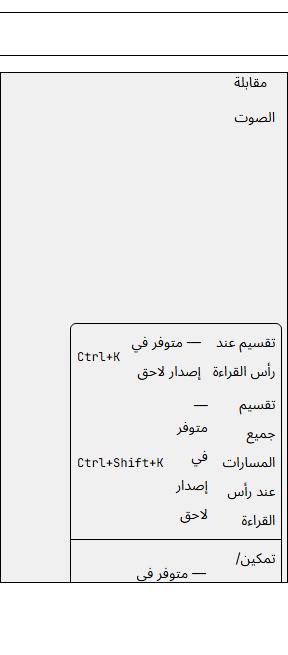 مقابلة
الصوت
تقسيم عند — متوفر في
رأس القراءة إصدار لاحق
Ctrl+K
تقسيم —
جميع متوفر
المسارات في Ctrl+Shift+K
عند رأس إصدار
القراءة لاحق
تمكين/
— متوفر في